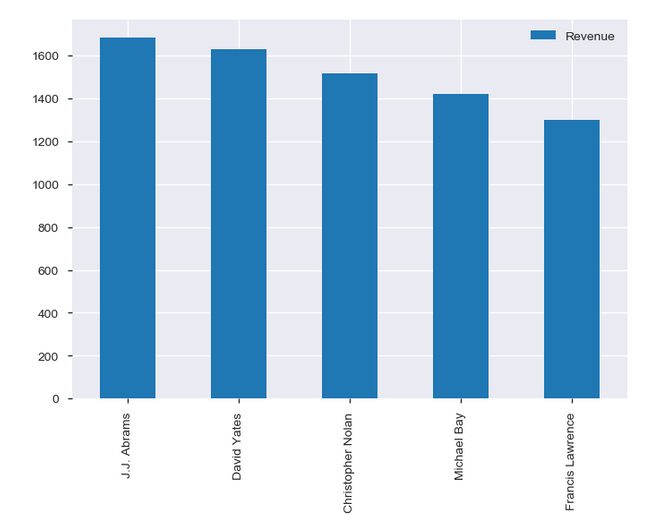 Revenue
1600
1400
1200
1000
800
600
400
200
0
J.J. Abrams
David Yates
Christopher Nolan
Michael Bay
Francis Lawrence